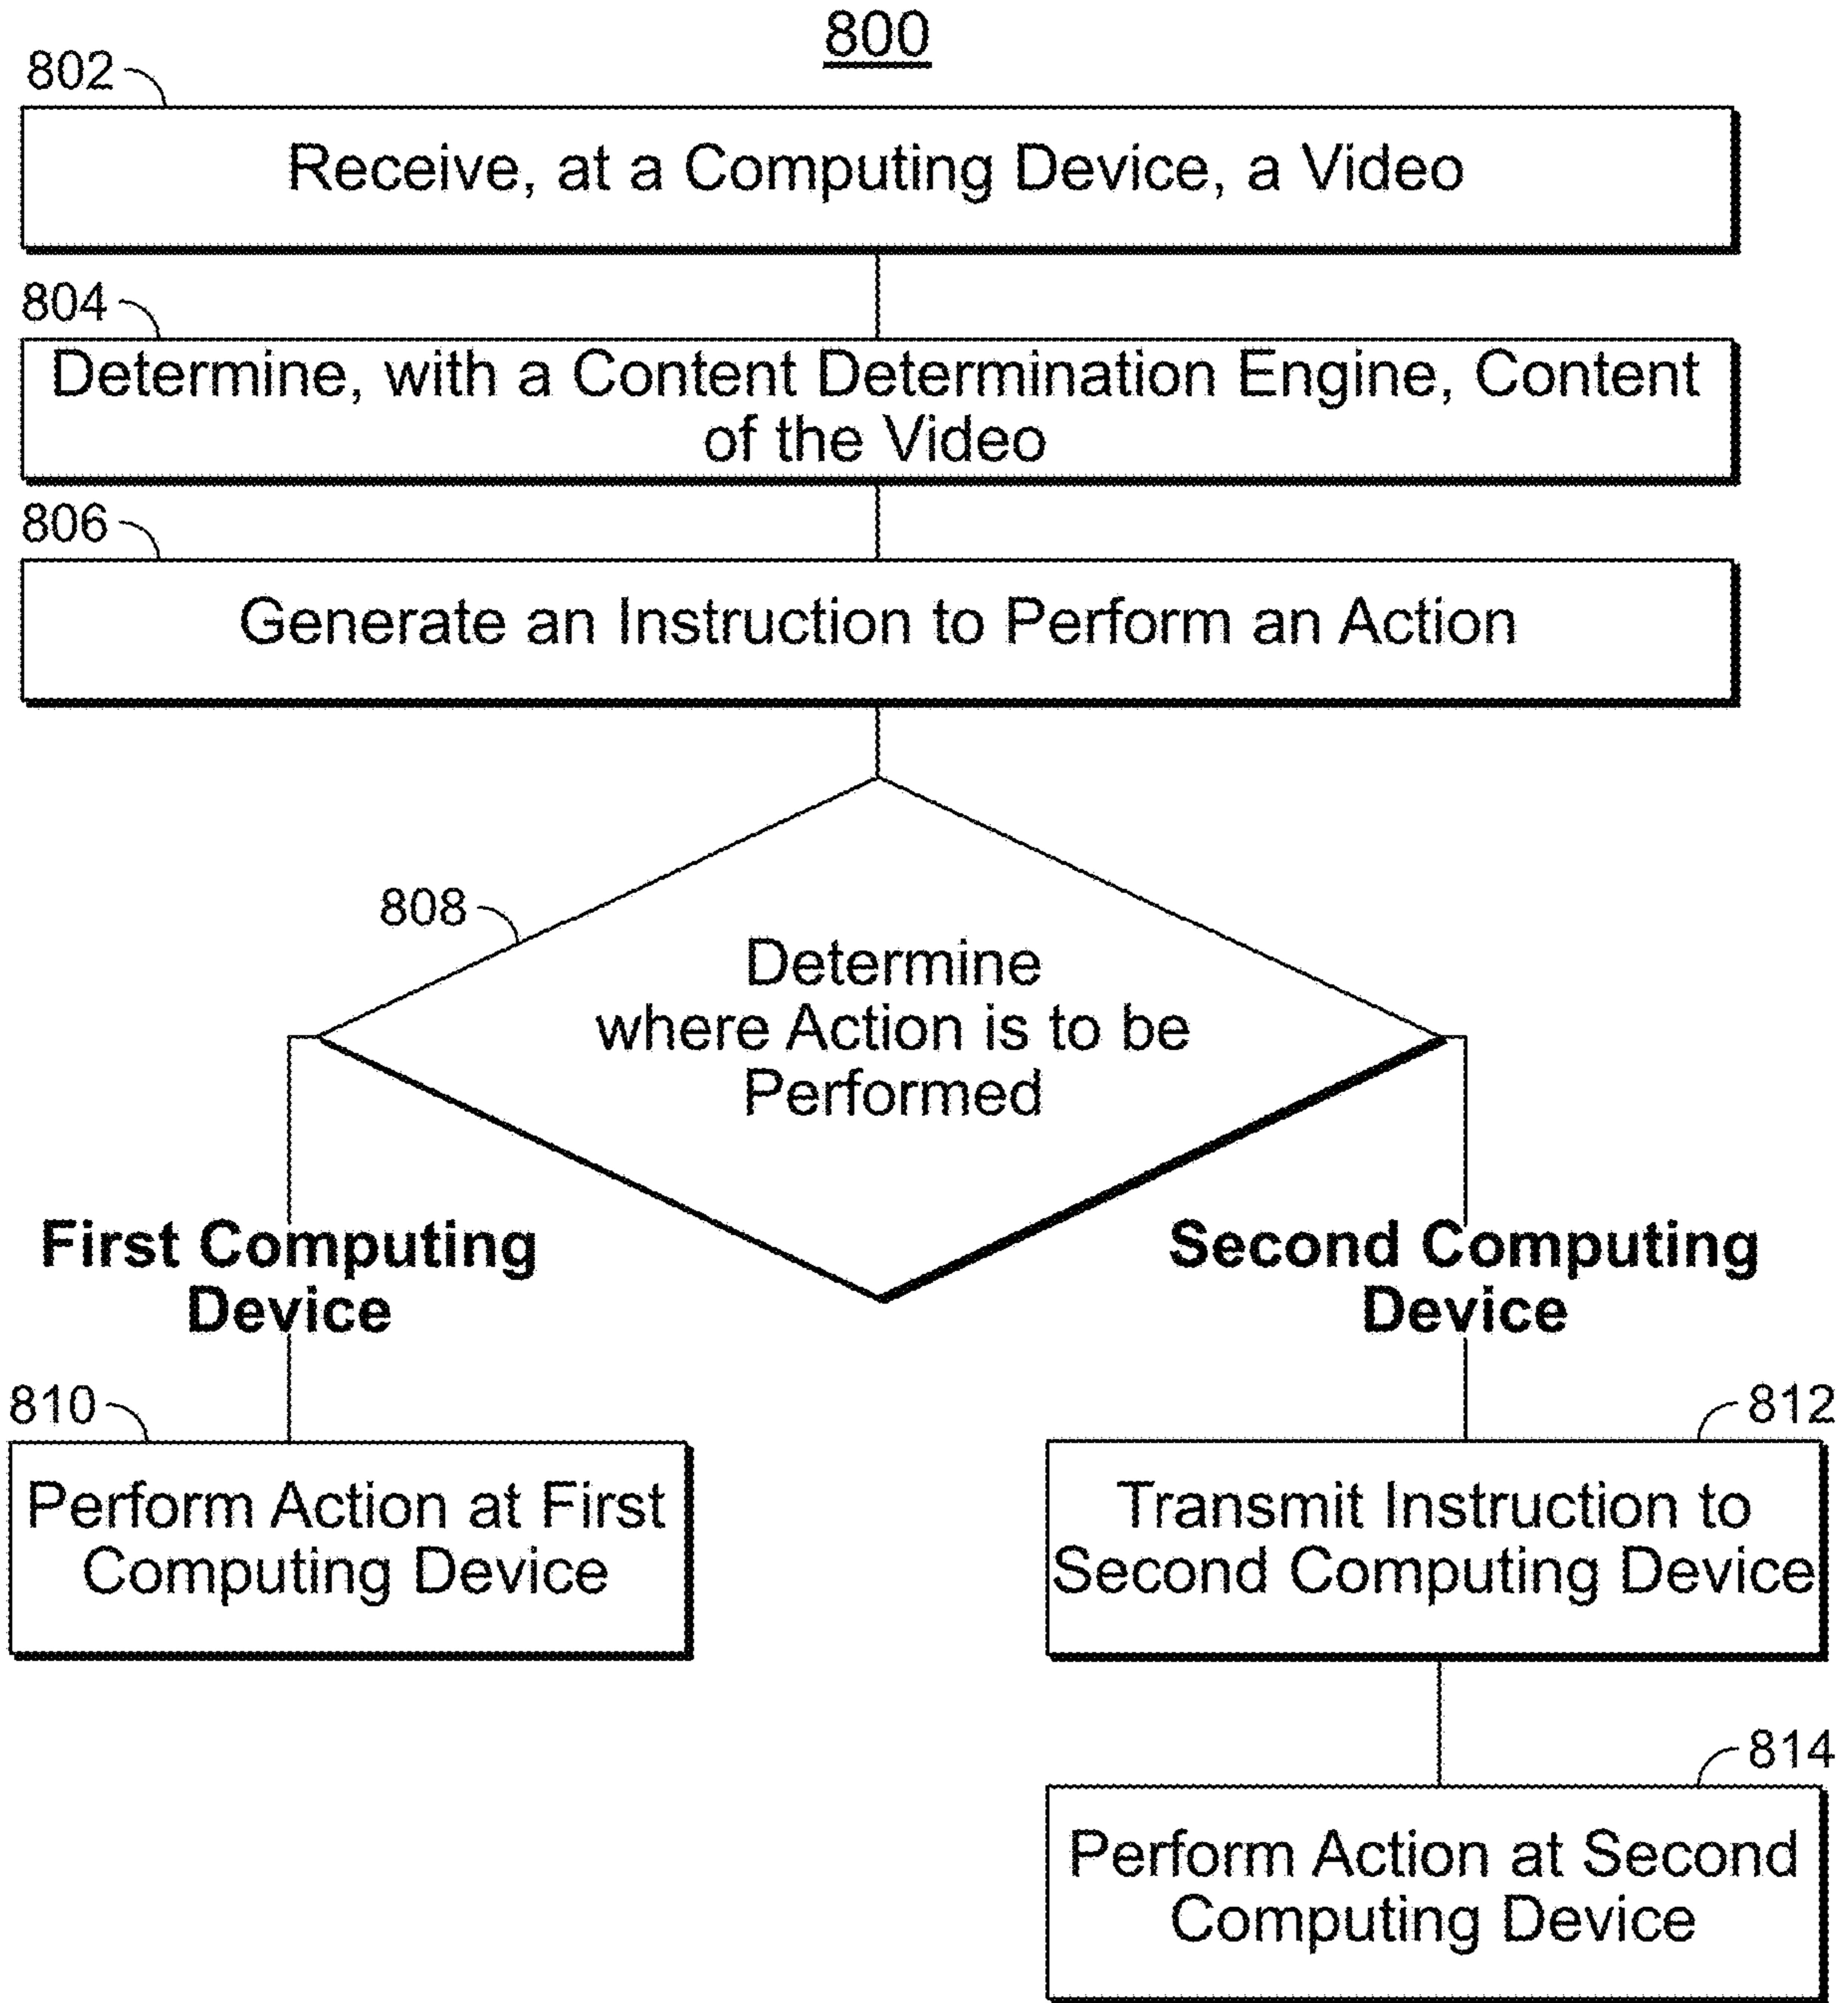 800
802
Receive, at a Computing Device, a Video
804
Determine, with a Content Determination Engine, Content
of the Video
806
Generate an Instruction to Perform an Action
808
Determine
where Action is to be
Performed
First Computing
Device
Second Computing
Device
810
Perform Action at First
Computing Device
812
Transmit Instruction to
Second Computing Device
814
Perform Action at Second
Computing Device